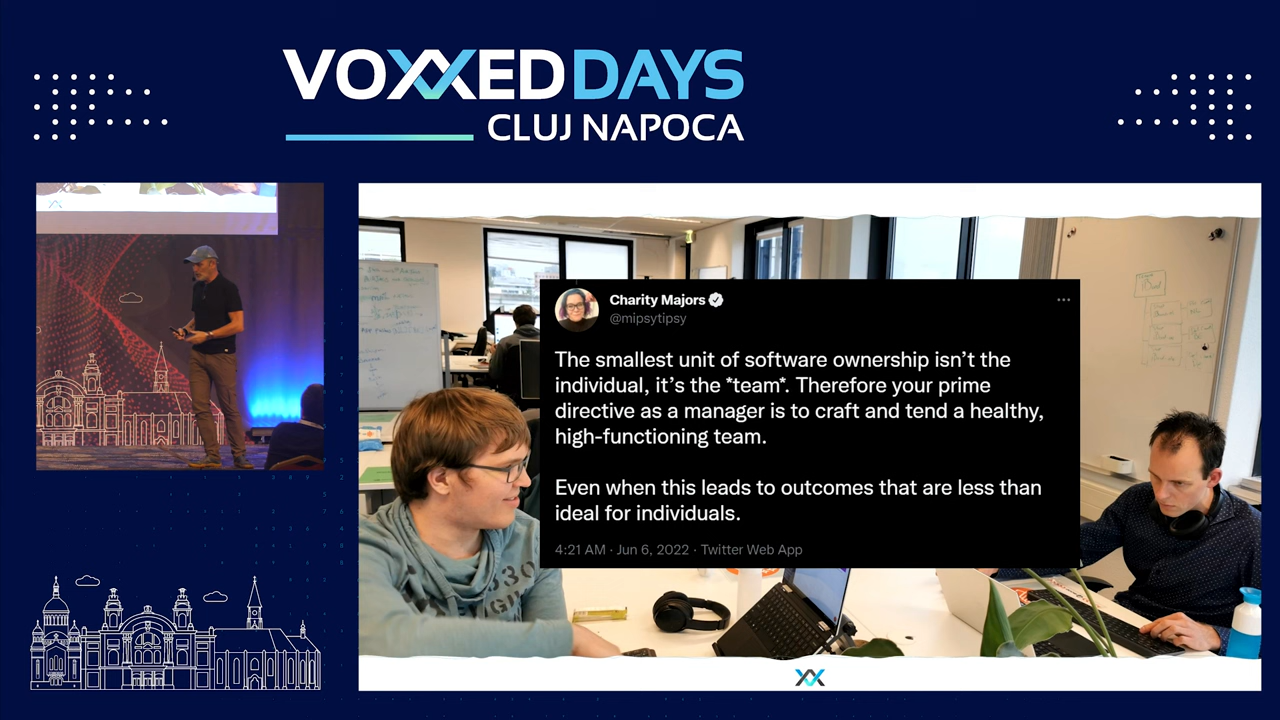 VOXXEDDAYS
CLUJ NAPOCA
Charity Majors
@mipsytipsy
The smallest unit of software ownership isn’t the
individual, it’s the *team*. Therefore your prime
directive as a manager is to craft and tend a healthy,
high-functioning team.
Even when this leads to outcomes that are less than
ideal for individuals.
4:21 AM · Jun 6, 2022 · Twitter Web App